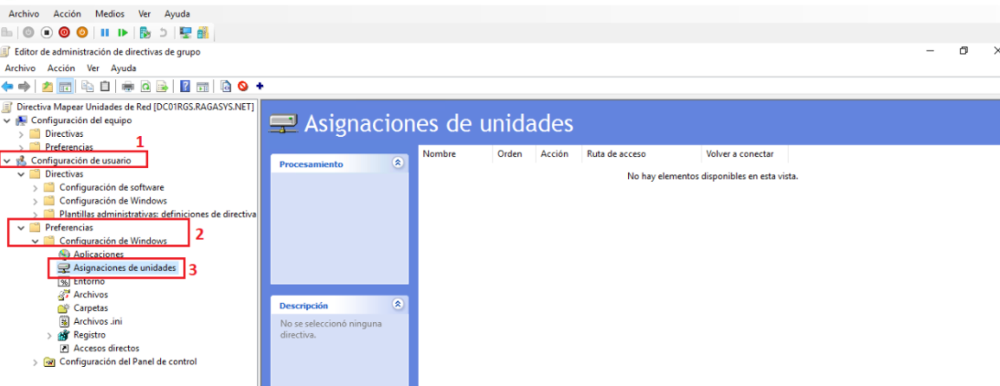 Archivo Acción Medios Ver Ayuda
Editor de administración de directivas de grupo
Archivo Acción Ver Ayuda
Directiva Mapear Unidades de Red [DC01RGS.RAGASYS.NET]
Configuración del equipo
Directivas
Preferencias
1
Configuración de usuario
Directivas
Configuración de software
Configuración de Windows
Plantillas administrativas: definiciones de directiva
Preferencias
2
Configuración de Windows
Aplicaciones
Asignaciones de unidades
3
Entorno
Archivos
Carpetas
Archivos .ini
Registro
Accesos directos
Configuración del Panel de control
Asignaciones de unidades
Procesamiento
Descripción
No se seleccionó ninguna
directiva.
Nombre Orden Acción Ruta de acceso Volver a conectar
No hay elementos disponibles en esta vista.